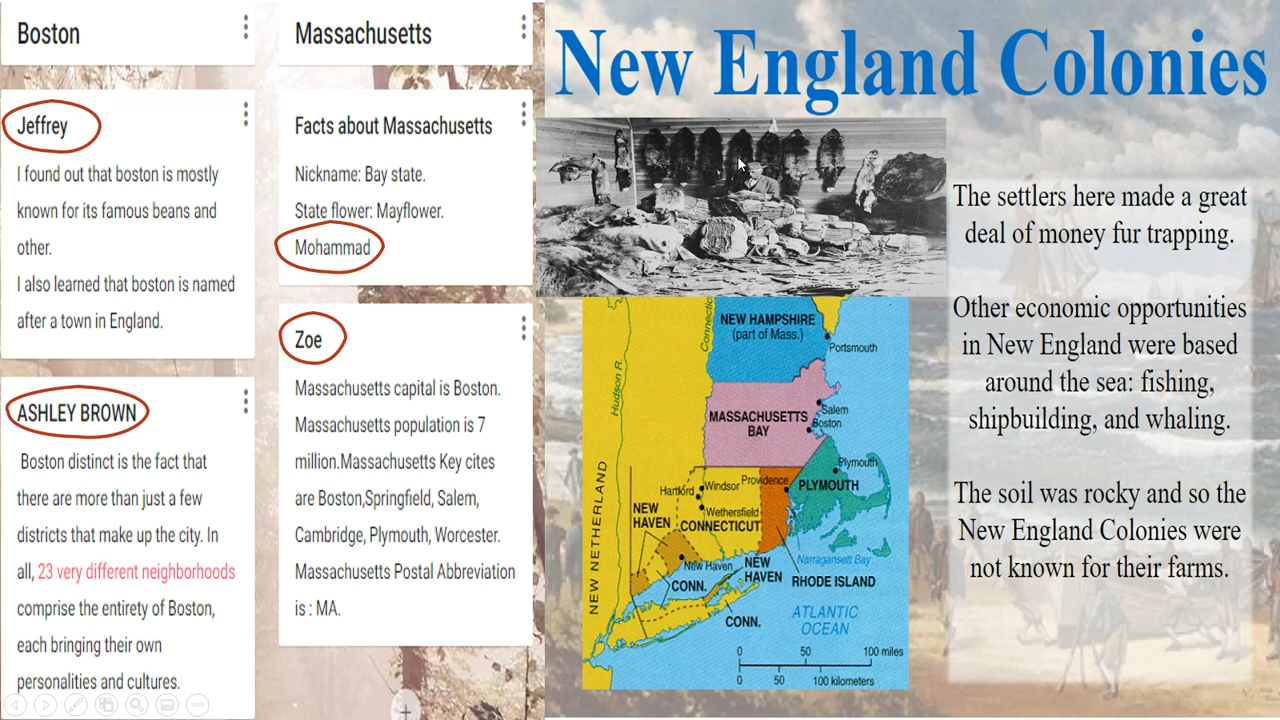 Boston
Jeffrey
I found out that boston is mostly
known for its famous beans and
other.
I also learned that boston is named
after a town in England.
ASHLEY BROWN
Boston distinct is the fact that
there are more than just a few
districts that make up the city. In
all, 23 very different neighborhoods
comprise the entirety of Boston,
each bringing their own
personalities and cultures.
Massachusetts
Facts about Massachusetts
Nickname: Bay state.
State flower: Mayflower.
Mohammad
Zoe
Massachusetts capital is Boston.
Massachusetts population is 7
million.Massachusetts Key cites
are Boston,Springfield, Salem,
Cambridge, Plymouth, Worcester.
Massachusetts Postal Abbreviation
is : MA.
New England Colonies
The settlers here made a great
deal of money fur trapping.
Other economic opportunities
in New England were based
around the sea: fishing,
shipbuilding, and whaling.
The soil was rocky and so the
New England Colonies were
not known for their farms.
NEW HAMPSHIRE
(part of Mass.)
Portsmouth
Hudson R.
MASSACHUSETTS
BAY
Salem
Boston
Plymouth
PLYMOUTH
Providence
Windsor
Hartford
Wethersfield
CONNECTICUT
NEW
HAVEN
NEW NETHERLAND
New Haven
NEW
HAVEN
Narragansett Bay
RHODE ISLAND
CONN.
CONN.
ATLANTIC
OCEAN
0 50 100 miles
0 50 100 kilometers